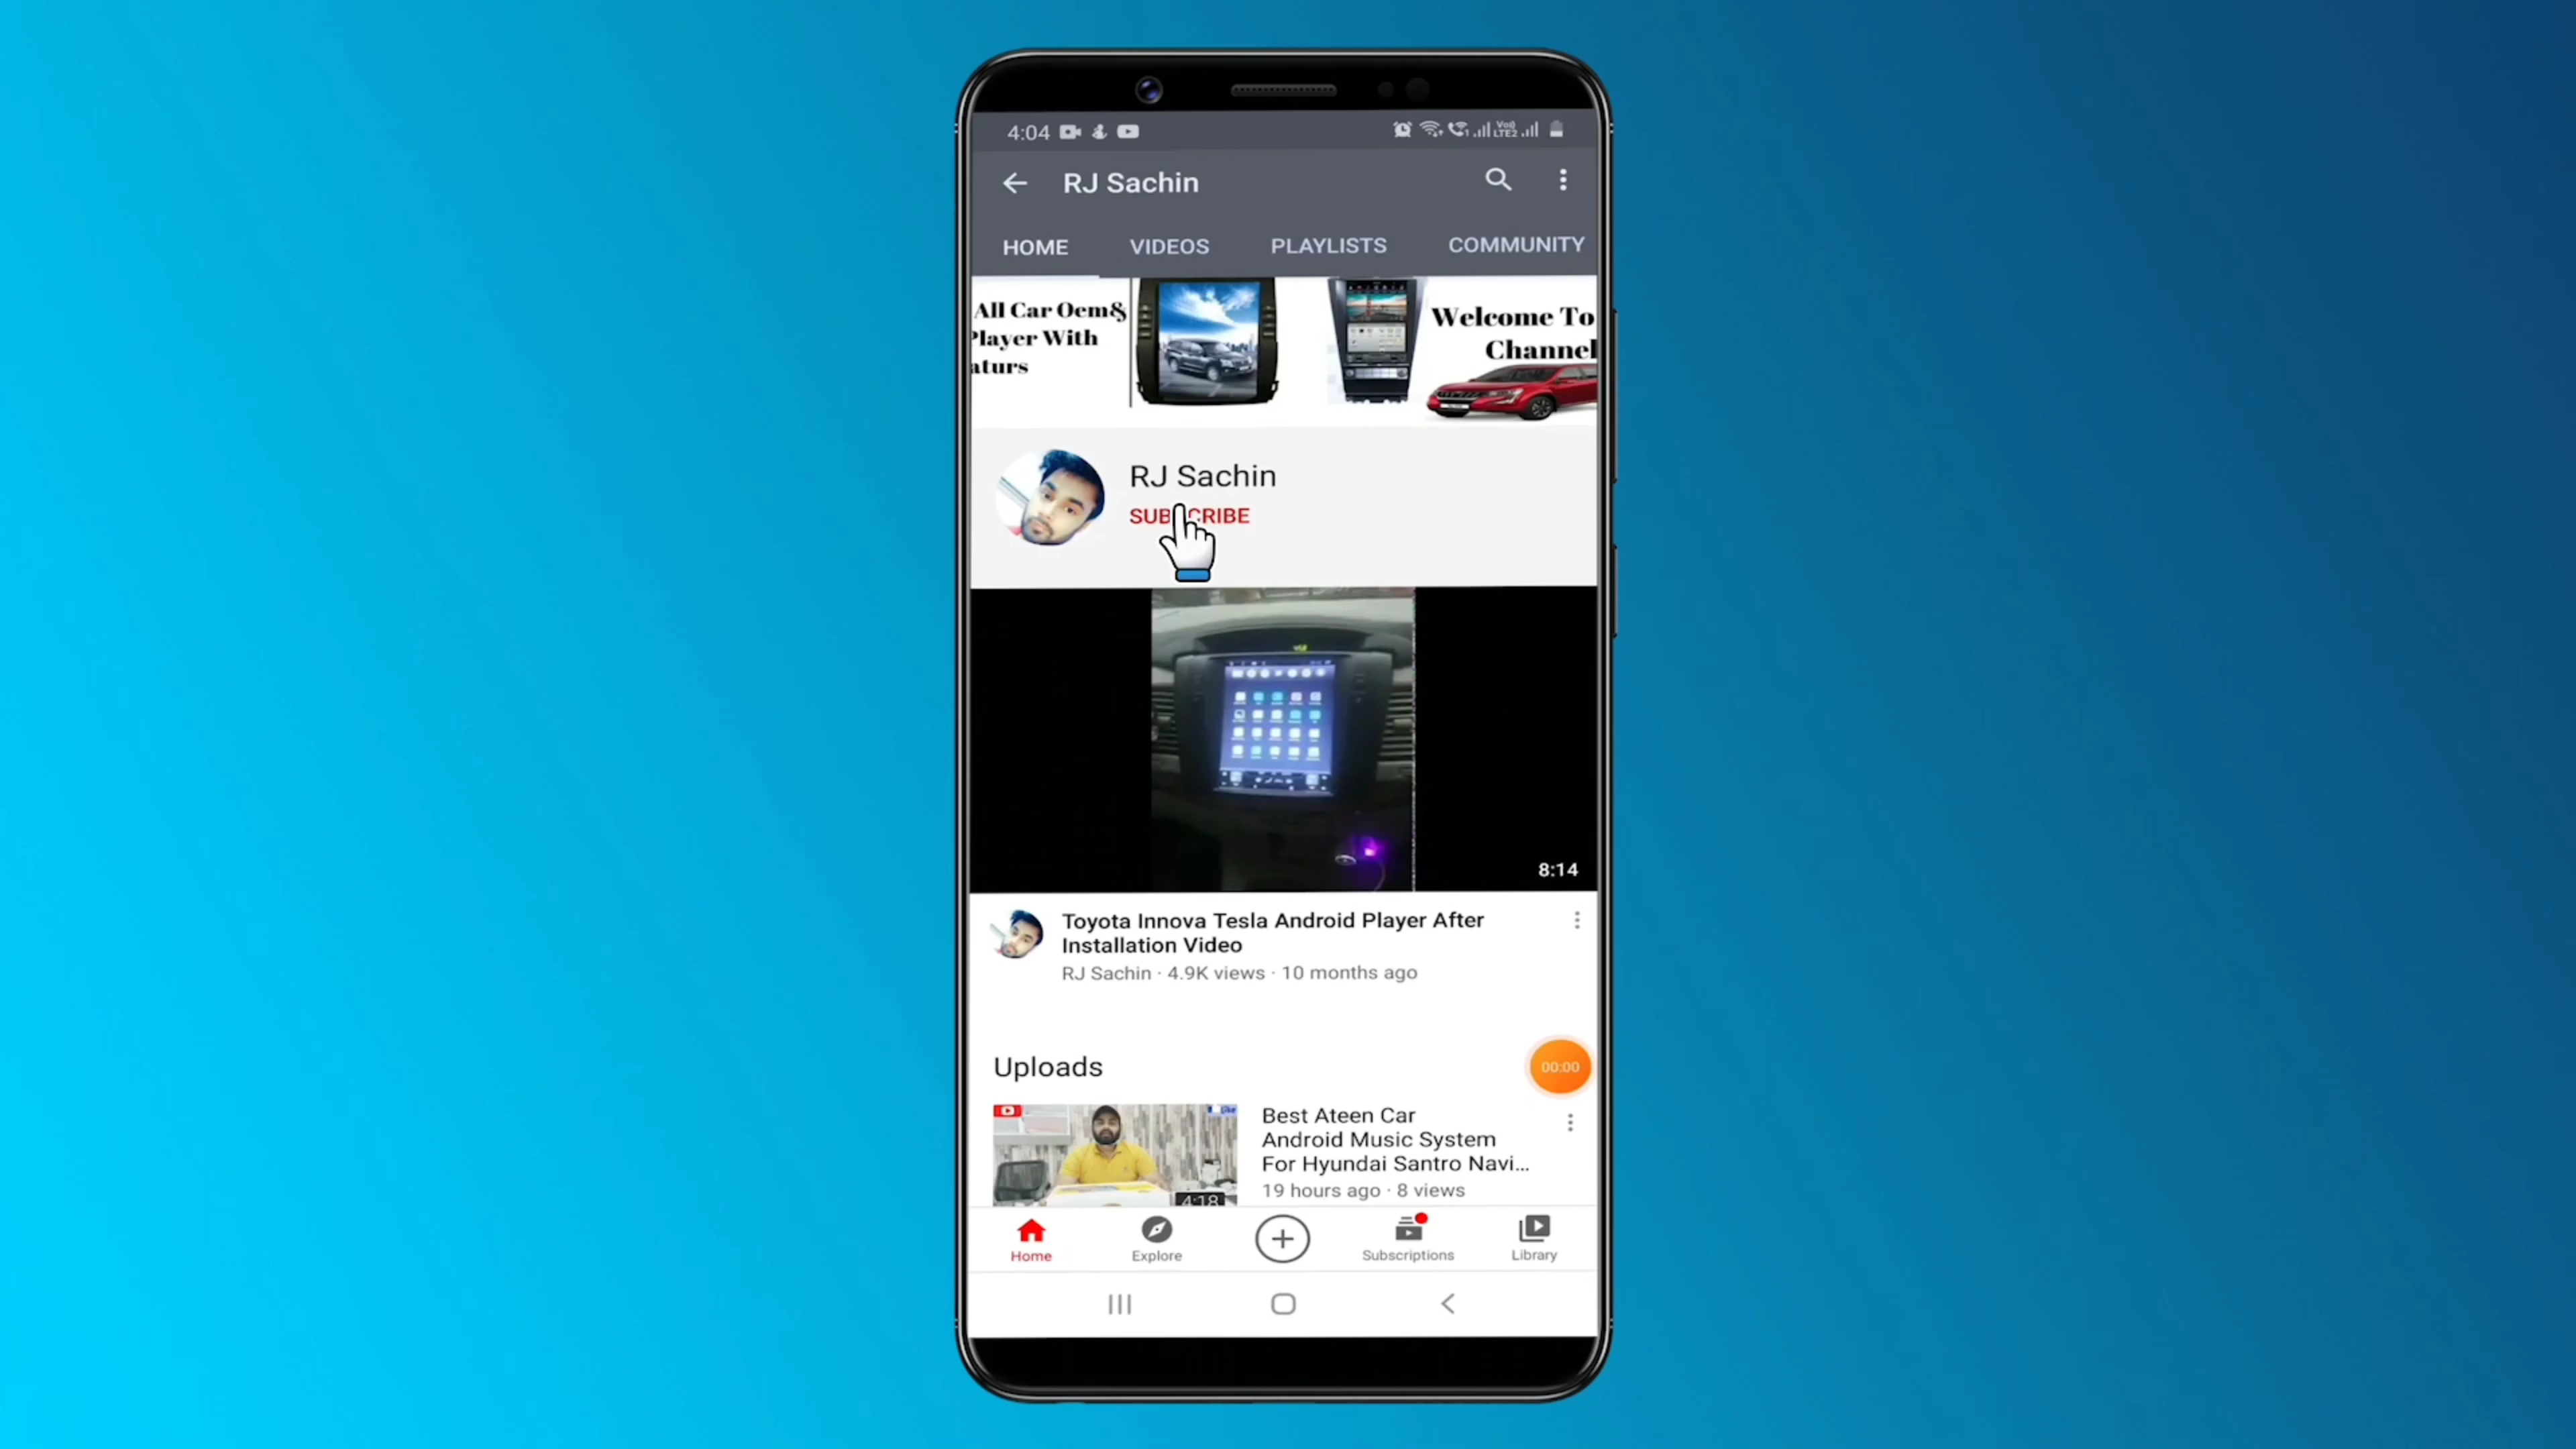 4:04
Vo)
LTE2
RJ Sachin
HOME VIDEOS PLAYLISTS COMMUNITY
All Car Oem&
Player With
aturs
Welcome To
Channel
RJ Sachin
SUBSCRIBE
8:14
Toyota Innova Tesla Android Player After
Installation Video
RJ Sachin · 4.9K views · 10 months ago
Uploads
00:00
Best Ateen Car
Android Music System
For Hyundai Santro Navi...
19 hours ago · 8 views
4:18
Home Explore Subscriptions Library